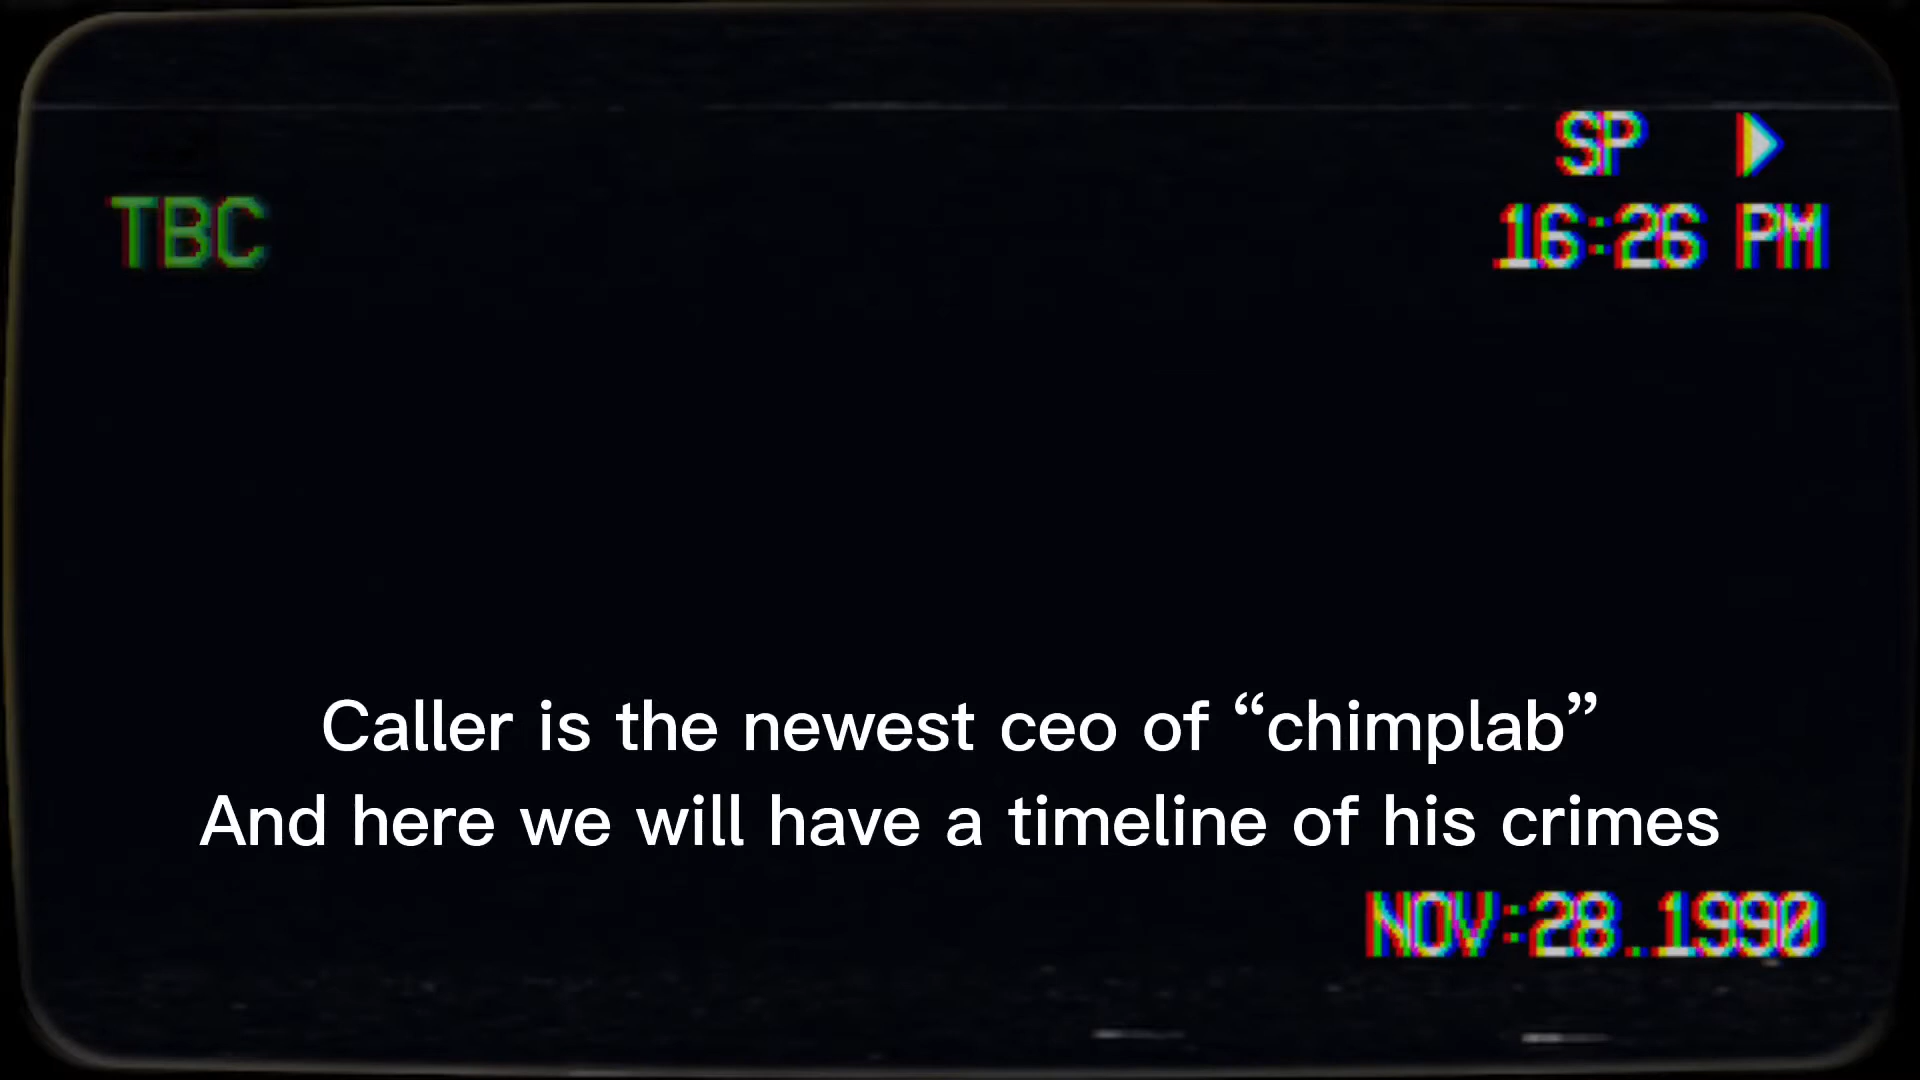 SP
TBC
16:26 PM
Caller is the newest ceo of “chimplab”
And here we will have a timeline of his crimes
NOV:28.1990